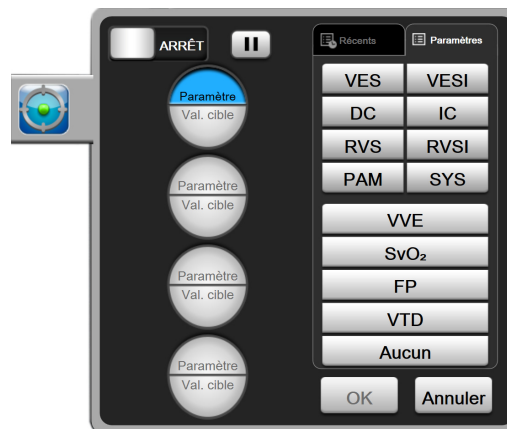 ARRÊT
Récents
Paramètres
Paramètre
Val. cible
Paramètre
Val. cible
Paramètre
Val. cible
Paramètre
Val. cible
VES
VESI
DC
IC
RVS
RVSI
PAM
SYS
VVE
SvO₂
FP
VTD
Aucun
OK
Annuler